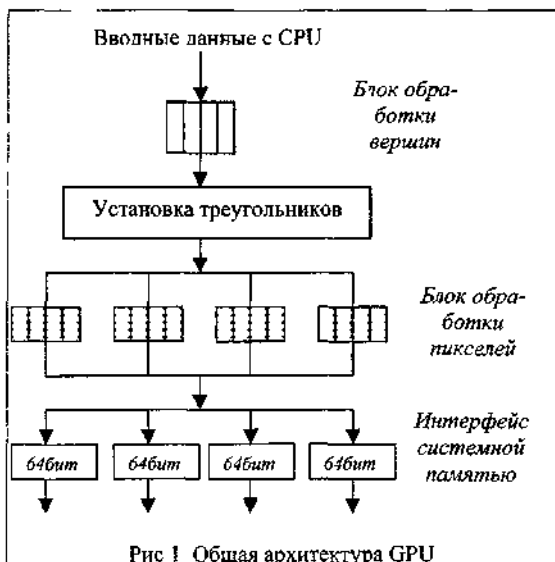 Вводные данные с CPU
Блок обра-
ботки
вершин
Установка треугольников
Блок обра-
ботки
пикселей
Интерфейс
системной
памятью
64бит 64бит 64бит 64бит
Рис 1 Общая архитектура GPU